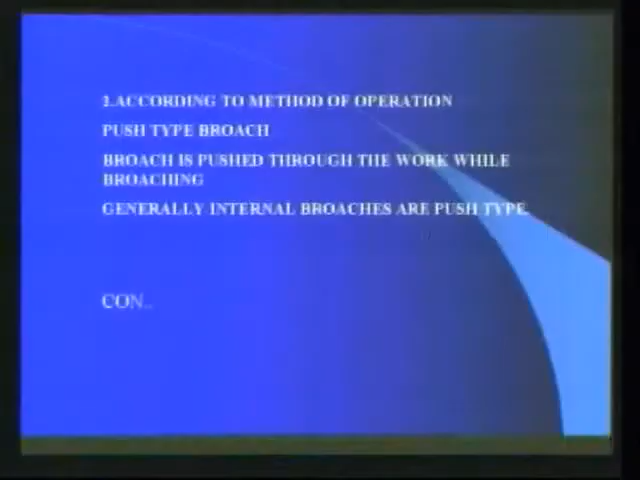 2.ACCORDING TO METHOD OF OPERATION
PUSH TYPE BROACH
BROACH IS PUSHED THROUGH THE WORK WHILE
BROACHING
GENERALLY INTERNAL BROACHES ARE PUSH TYPE.
CON..